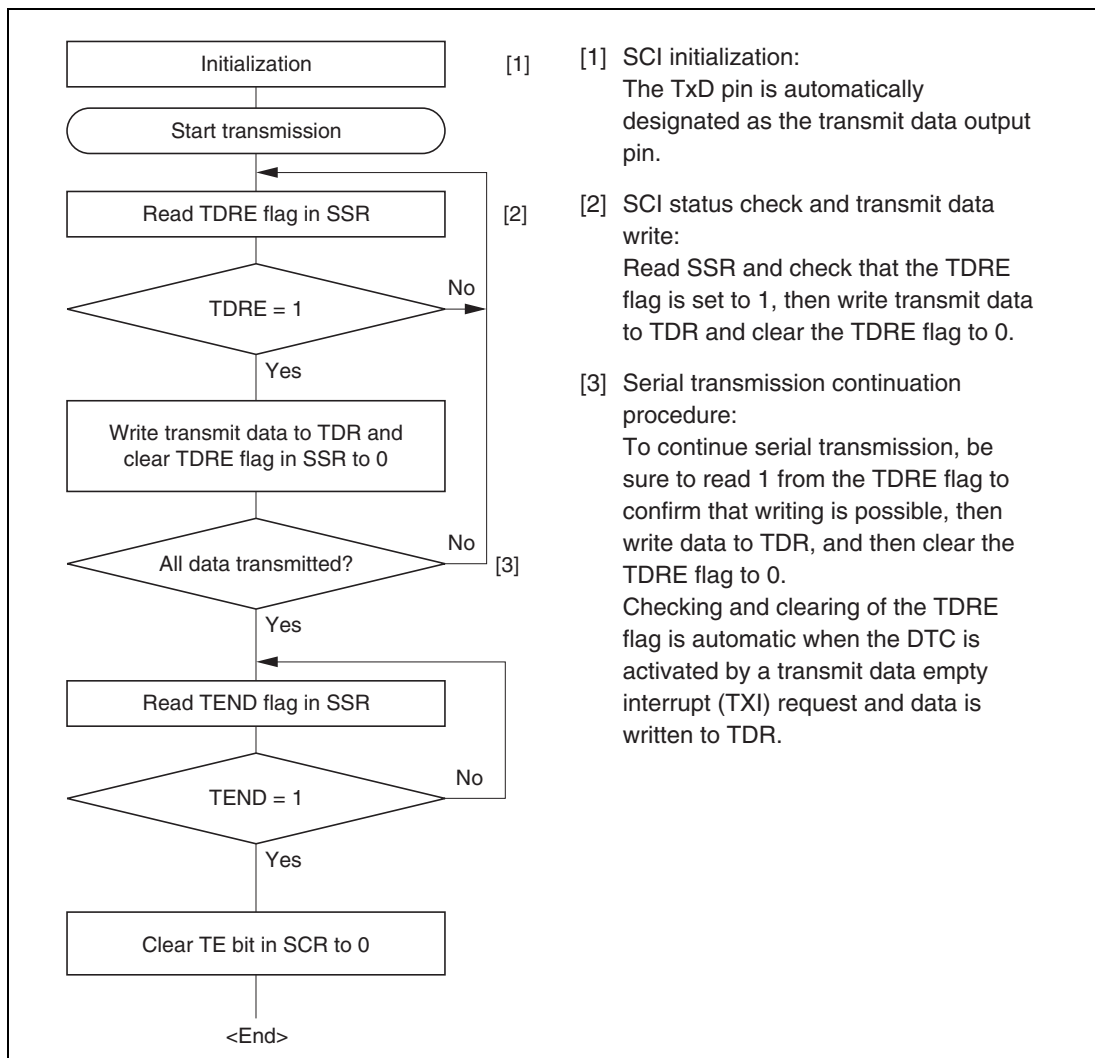 Initialization
[1]
Start transmission
Read TDRE flag in SSR
[2]
TDRE = 1
No
Yes
Write transmit data to TDR and
clear TDRE flag in SSR to 0
All data transmitted?
No
[3]
Yes
Read TEND flag in SSR
TEND = 1
No
Yes
Clear TE bit in SCR to 0
<End>
[1] SCI initialization:
The TxD pin is automatically
designated as the transmit data output
pin.
[2] SCI status check and transmit data
write:
Read SSR and check that the TDRE
flag is set to 1, then write transmit data
to TDR and clear the TDRE flag to 0.
[3] Serial transmission continuation
procedure:
To continue serial transmission, be
sure to read 1 from the TDRE flag to
confirm that writing is possible, then
write data to TDR, and then clear the
TDRE flag to 0.
Checking and clearing of the TDRE
flag is automatic when the DTC is
activated by a transmit data empty
interrupt (TXI) request and data is
written to TDR.